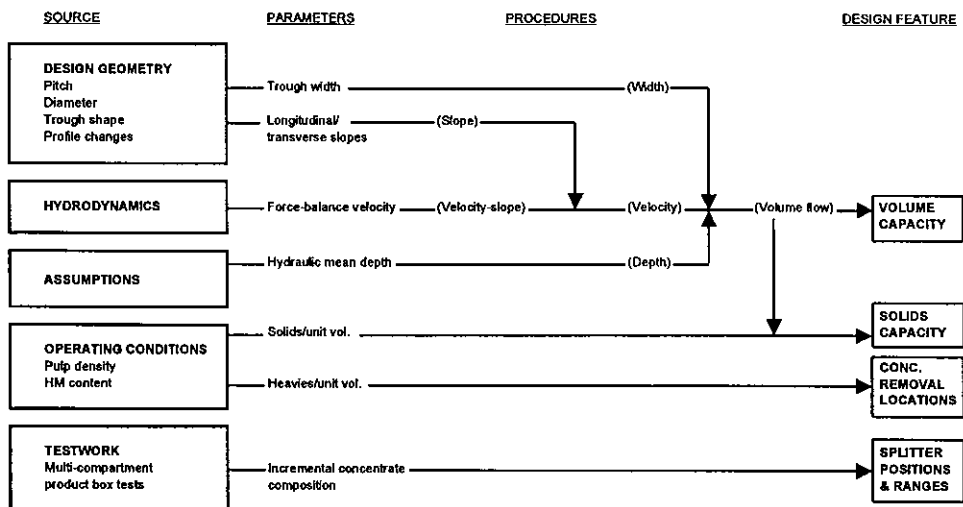 SOURCE
PARAMETERS
PROCEDURES
DESIGN FEATURE
DESIGN GEOMETRY
Pitch
Diameter
Trough shape
Profile changes
Trough width
(Width)
Longitudinal/
transverse slopes
(Slope)
HYDRODYNAMICS
Force-balance velocity
(Velocity-slope)
(Velocity)
(Volume flow)
VOLUME
CAPACITY
ASSUMPTIONS
Hydraulic mean depth
(Depth)
OPERATING CONDITIONS
Pulp density
HM content
Solids/unit vol.
SOLIDS
CAPACITY
Heavies/unit vol.
CONC.
REMOVAL
LOCATIONS
TESTWORK
Multi-compartment
product box tests
Incremental concentrate
composition
SPLITTER
POSITIONS
& RANGES